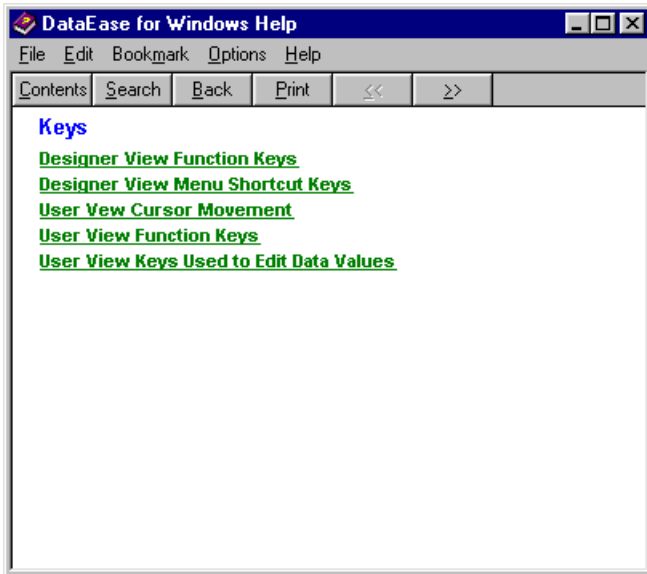 DataEase for Windows Help
File Edit Bookmark Options Help
Contents Search Back Print << >>
Keys
Designer View Function Keys
Designer View Menu Shortcut Keys
User Vew Cursor Movement
User View Function Keys
User View Keys Used to Edit Data Values